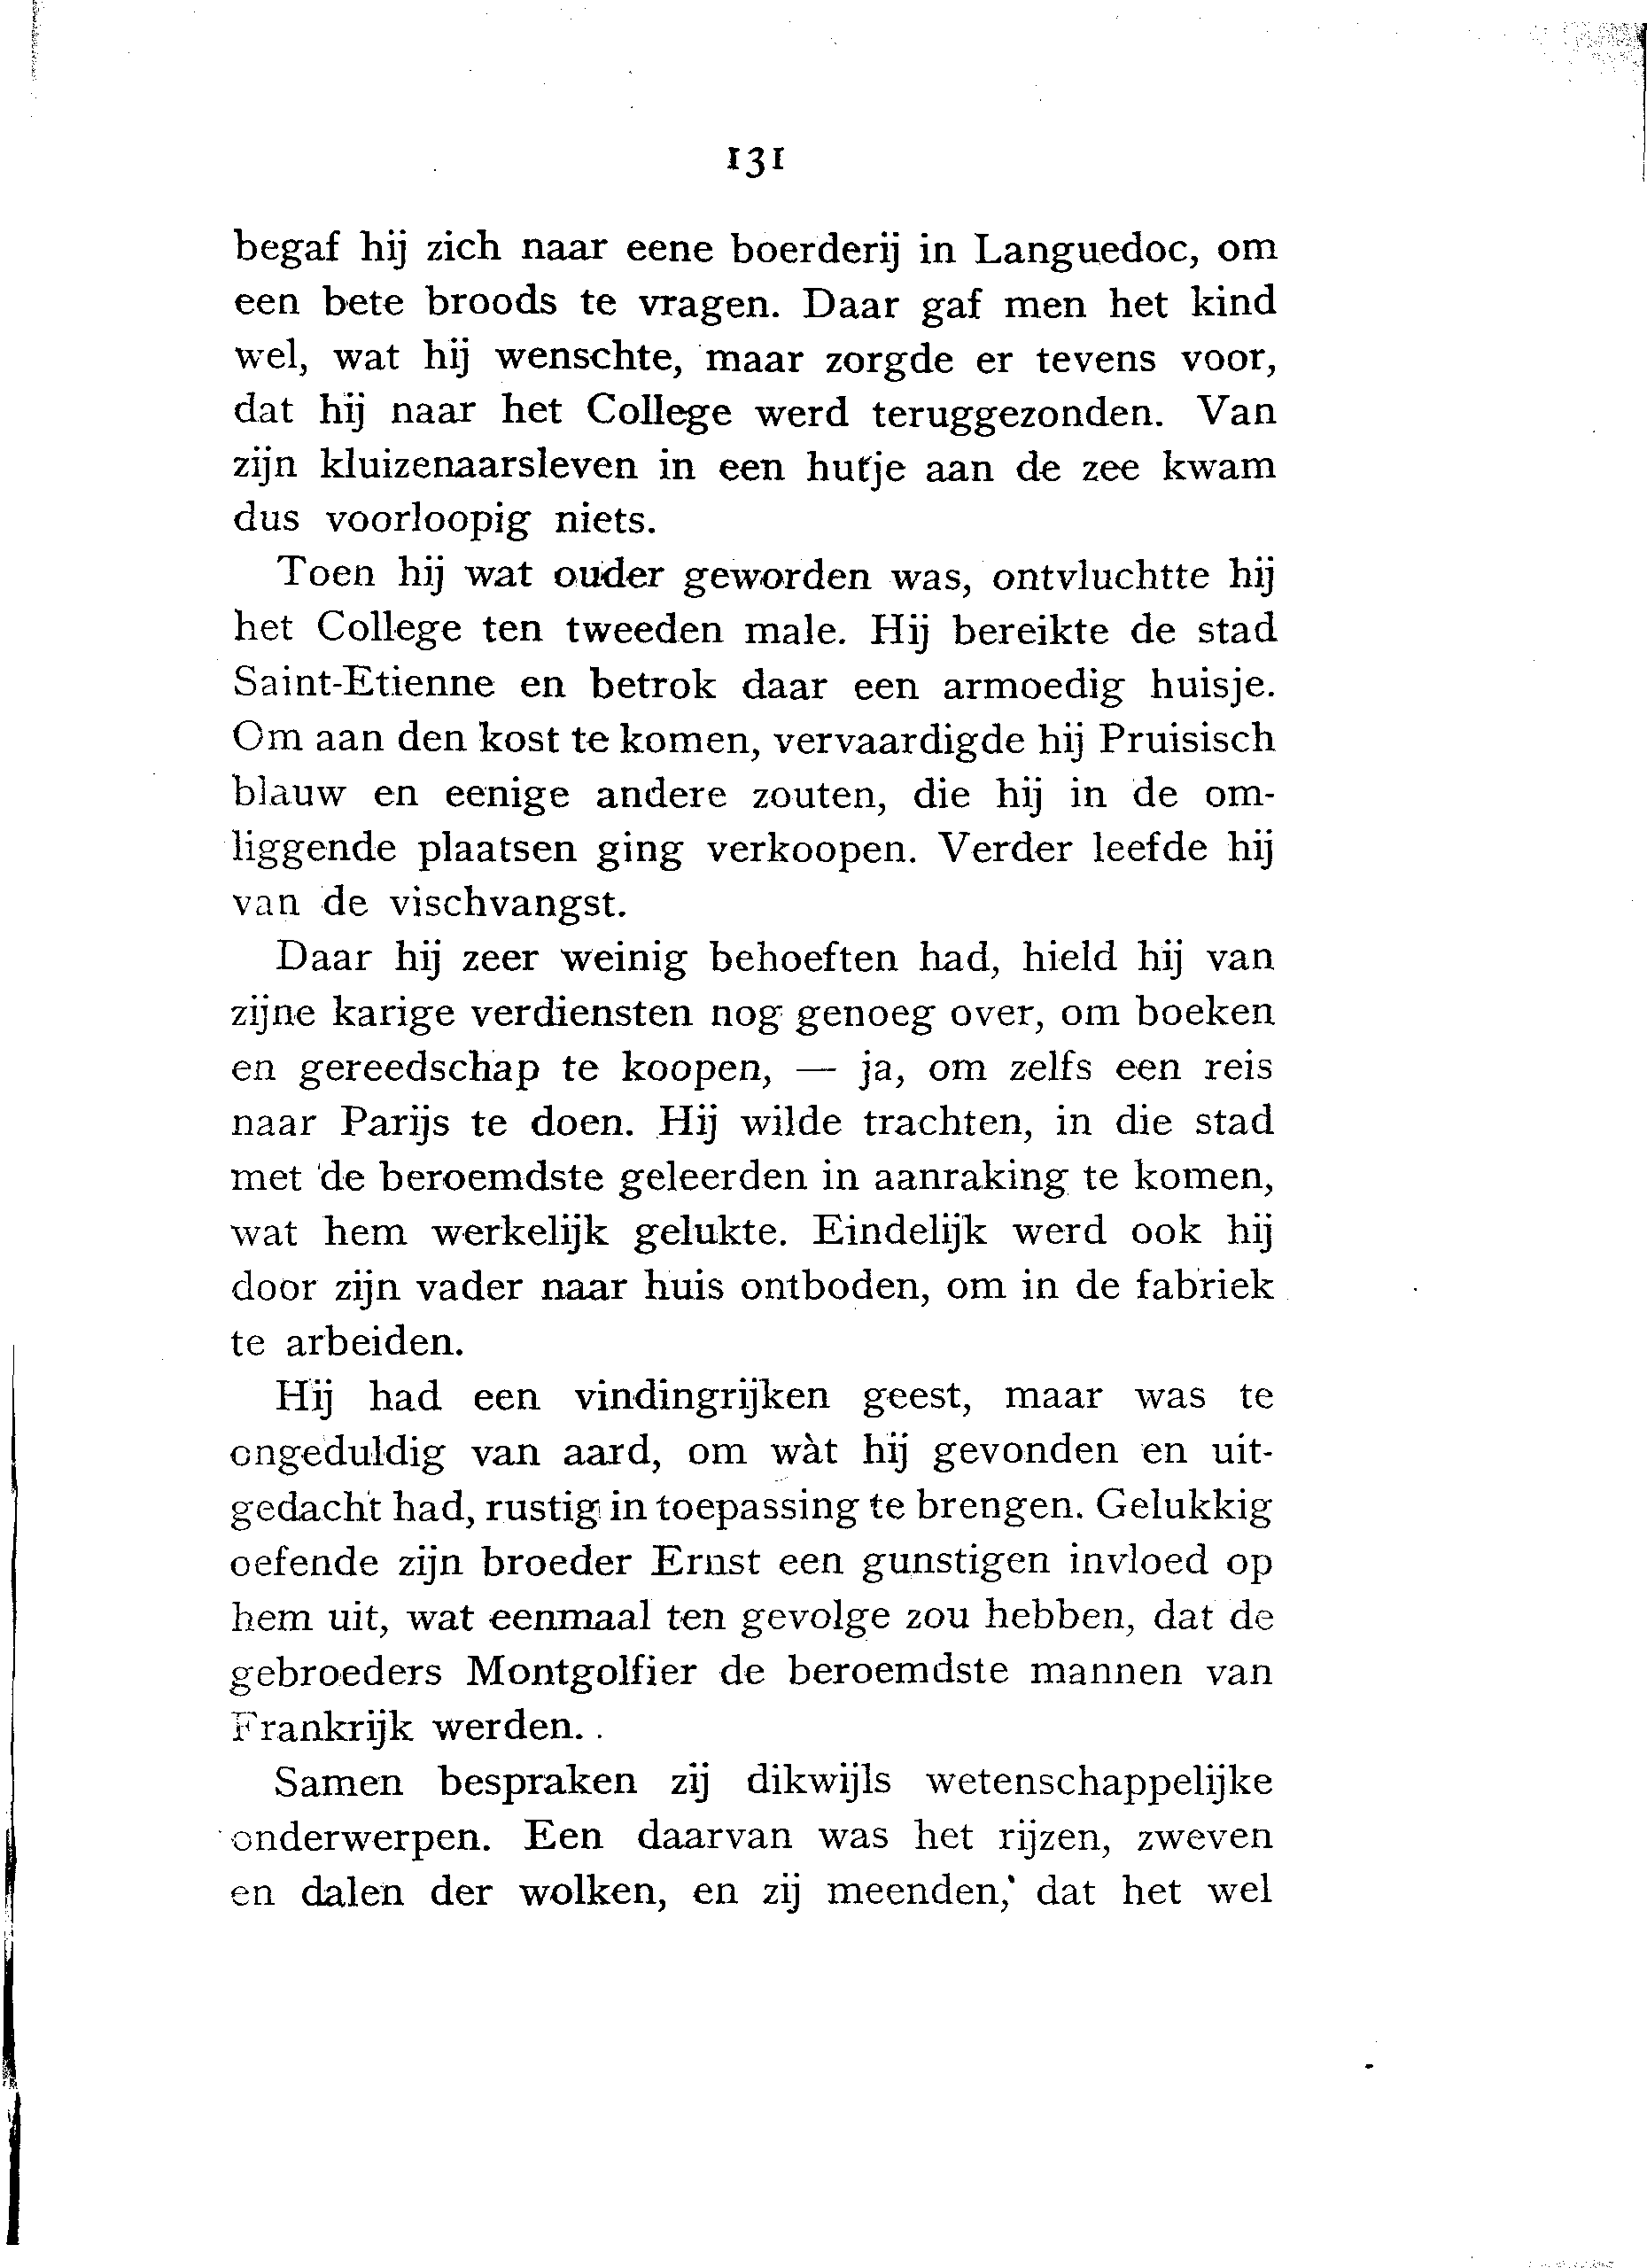 131
begaf hij zich naar eene boerderij in Languedoc, om
een bete broods te vragen. Daar gaf men het kind
wel, wat hij wenschte, maar zorgde er tevens voor,
dat hij naar het College werd teruggezonden. Van
zijn kluizenaarsleven in een hutje aan de zee kwam
dus voorloopig niets.
Toen hij wat ouder geworden was, ontvluchtte hij
het College ten tweeden male. Hij bereikte de stad
Saint-Etienne en betrok daar een armoedig huisje.
Om aan den kost te komen, vervaardigde hij Pruisisch
blauw en eenige andere zouten, die hij in de om-
liggende plaatsen ging verkoopen. Verder leefde hij
van de vischvangst.
Daar hij zeer weinig behoeften had, hield hij van
zijne karige verdiensten nog genoeg over, om boeken
en gereedschap te koopen, — ja, om zelfs een reis
naar Parijs te doen. Hij wilde trachten, in die stad
met de beroemdste geleerden in aanraking te komen,
wat hem werkelijk gelukte. Eindelijk werd ook hij
door zijn vader naar huis ontboden, om in de fabriek
te arbeiden.
Hij had een vindingrijken geest, maar was te
ongeduldig van aard, om wàt hij gevonden en uit-
gedacht had, rustig in toepassing te brengen. Gelukkig
oefende zijn broeder Ernst een gunstigen invloed op
hem uit, wat eenmaal ten gevolge zou hebben, dat de
gebroeders Montgolfier de beroemdste mannen van
Frankrijk werden. .
Samen bespraken zij dikwijls wetenschappelijke
onderwerpen. Een daarvan was het rijzen, zweven
en dalen der wolken, en zij meenden, dat het wel